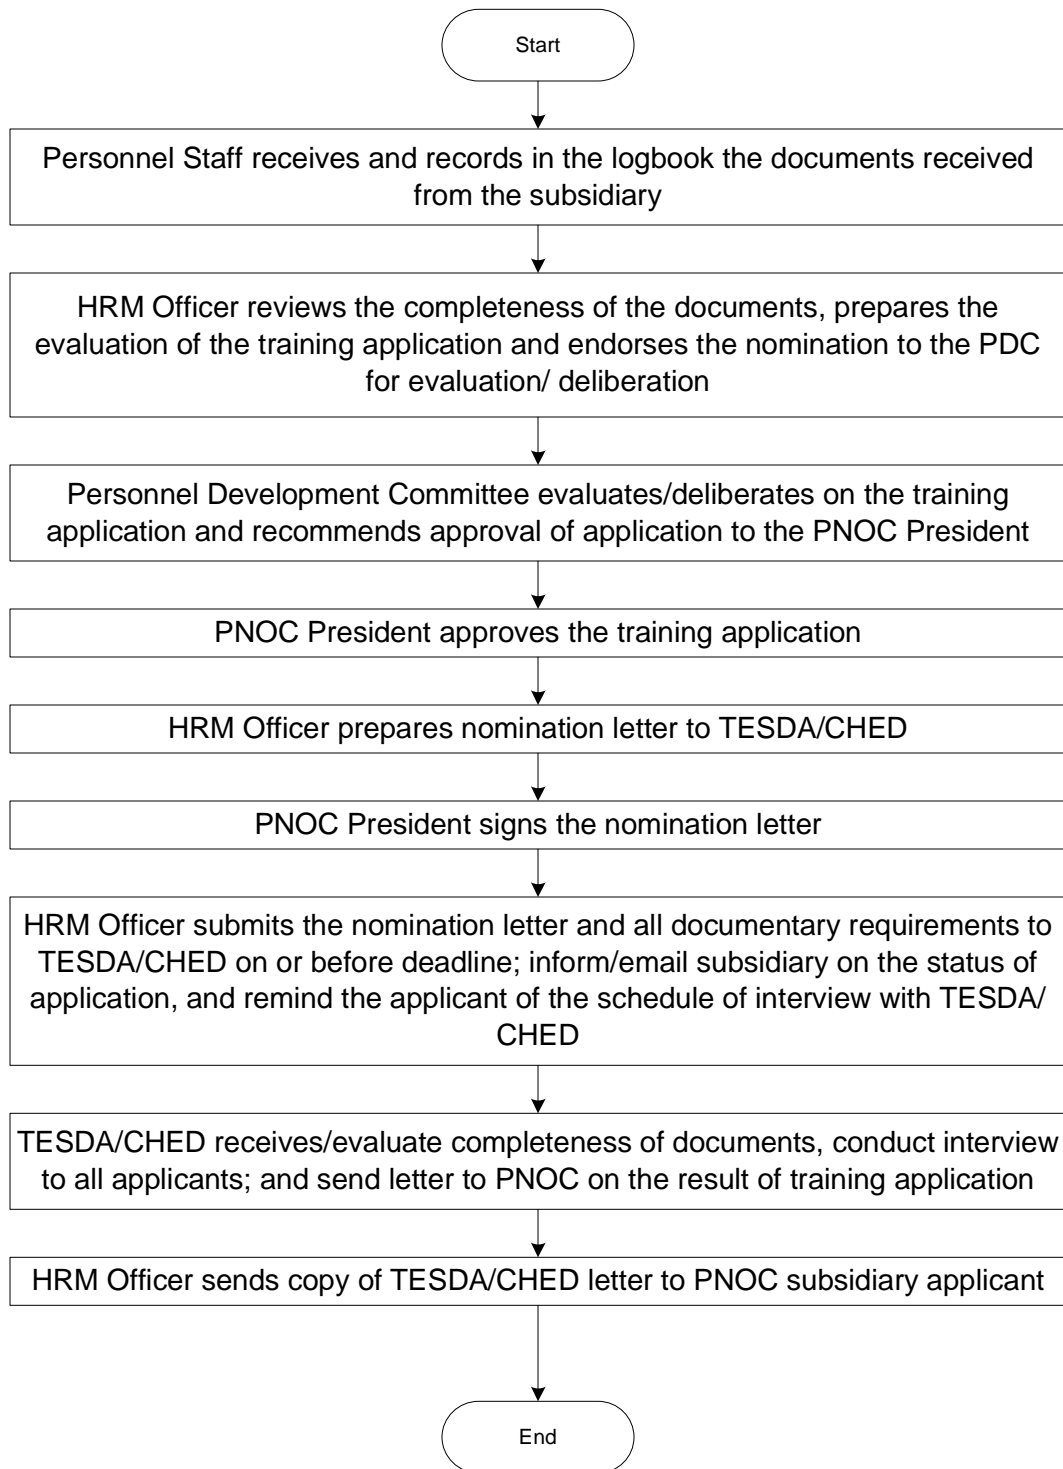 Start
Personnel Staff receives and records in the logbook the documents received
from the subsidiary
HRM Officer reviews the completeness of the documents, prepares the
evaluation of the training application and endorses the nomination to the PDC
for evaluation/ deliberation
Personnel Development Committee evaluates/deliberates on the training
application and recommends approval of application to the PNOC President
PNOC President approves the training application
HRM Officer prepares nomination letter to TESDA/CHED
PNOC President signs the nomination letter
HRM Officer submits the nomination letter and all documentary requirements to
TESDA/CHED on or before deadline; inform/email subsidiary on the status of
application, and remind the applicant of the schedule of interview with TESDA/
CHED
TESDA/CHED receives/evaluate completeness of documents, conduct interview
to all applicants; and send letter to PNOC on the result of training application
HRM Officer sends copy of TESDA/CHED letter to PNOC subsidiary applicant
End